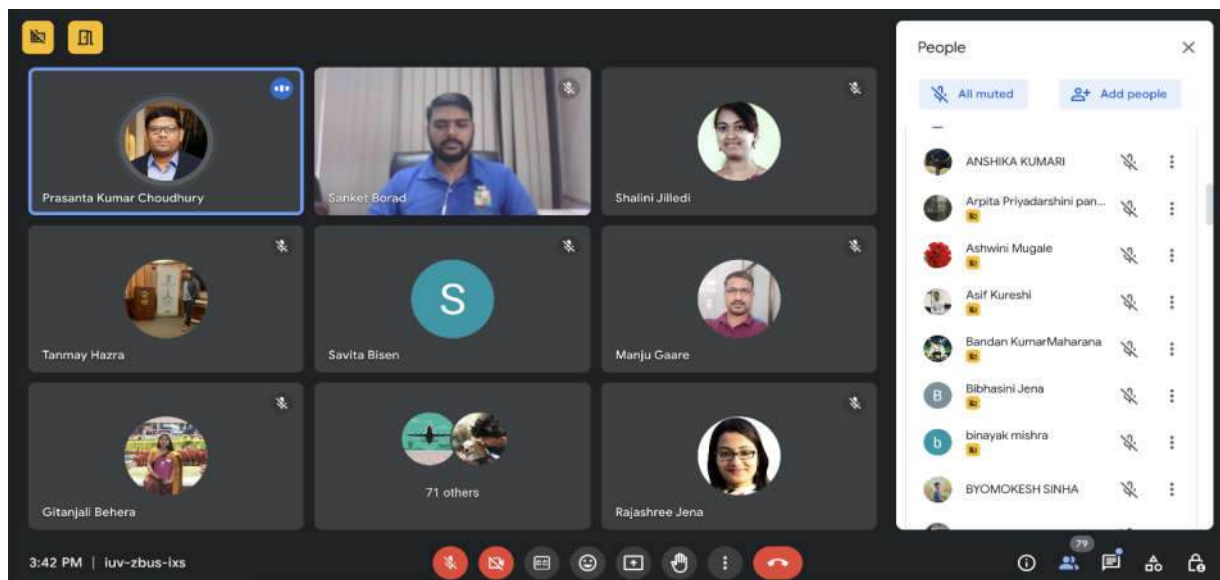 Prasanta Kumar Choudhury
Sanket Borad
Shalini Jilledi
Tanmay Hazra
S
Savita Bisen
Manju Gaare
Gitanjali Behera
71 others
Rajashree Jena
People
All muted
Add people
ANSHIKA KUMARI
Arpita Priyadarshini pan...
Ashwini Mugale
Asif Kureshi
Bandan KumarMaharana
B
Bibhasini Jena
b
binayak mishra
BYOMOKESH SINHA
3:42 PM | iuv-zbus-ixs
79